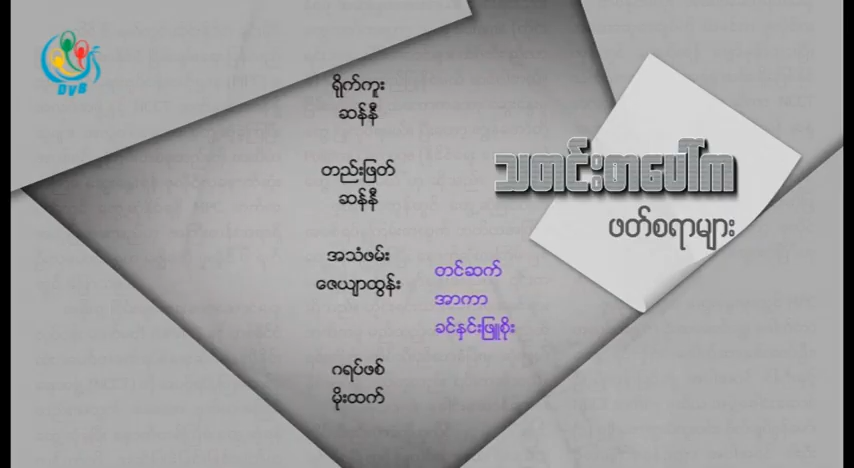 DVB
ရိုက်ကူး
ဆန်နီ
တည်းဖြတ်
ဆန်နီ
အသံဖမ်း
ဇေယျာထွန်း
ဂရပ်ဖစ်
မိုးထက်
တင်ဆက်
အာကာ
ခင်နှင်းဖြူစိုး
သတင်းစာပေါ်က
ဖတ်စရာများ